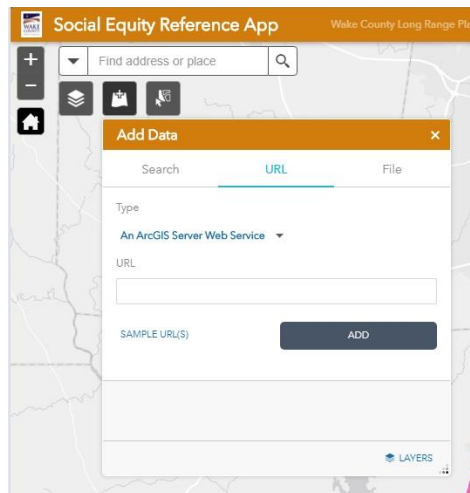 WAKE
Social Equity Reference App
Wake County Long Range Pla
+
Find address or place
−
Add Data
×
Search
URL
File
Type
An ArcGIS Server Web Service
URL
SAMPLE URL(S)
ADD
LAYERS